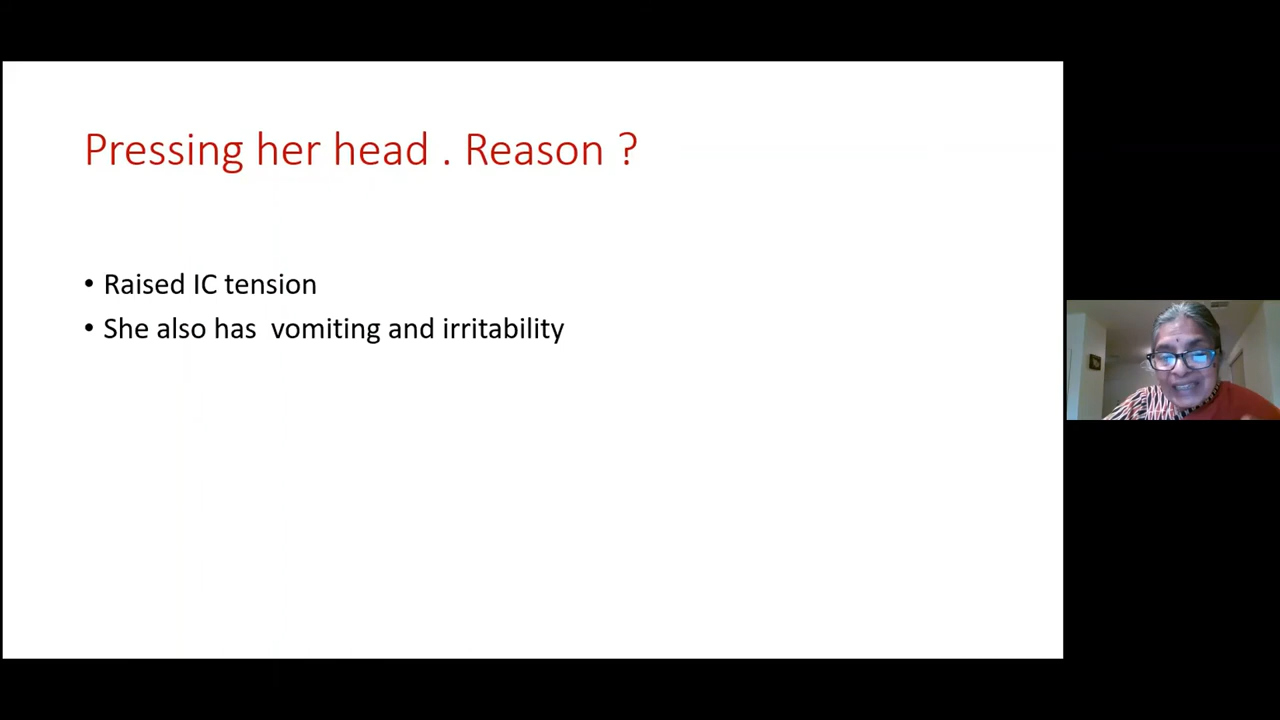 Pressing her head . Reason ?
• Raised IC tension
• She also has  vomiting and irritability